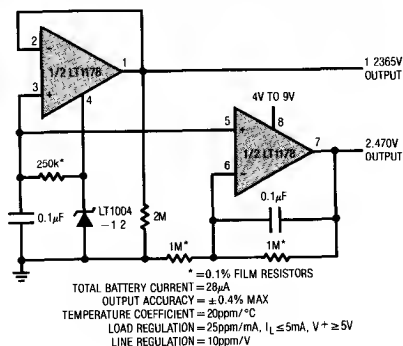 2
1
1/2 LT1178
3
4
1 2365V
OUTPUT
4V TO 9V
5
8
7
2.470V
OUTPUT
1/2 LT1178
6
250k*
0.1µF
LT1004
−1 2
2M
0.1µF
1M*
1M*
* = 0.1% FILM RESISTORS
TOTAL BATTERY CURRENT = 28µA
OUTPUT ACCURACY = ±0.4% MAX
TEMPERATURE COEFFICIENT = 20ppm/°C
LOAD REGULATION = 25ppm/mA, IL ≤ 5mA, V+ ≥ 5V
LINE REGULATION = 10ppm/V